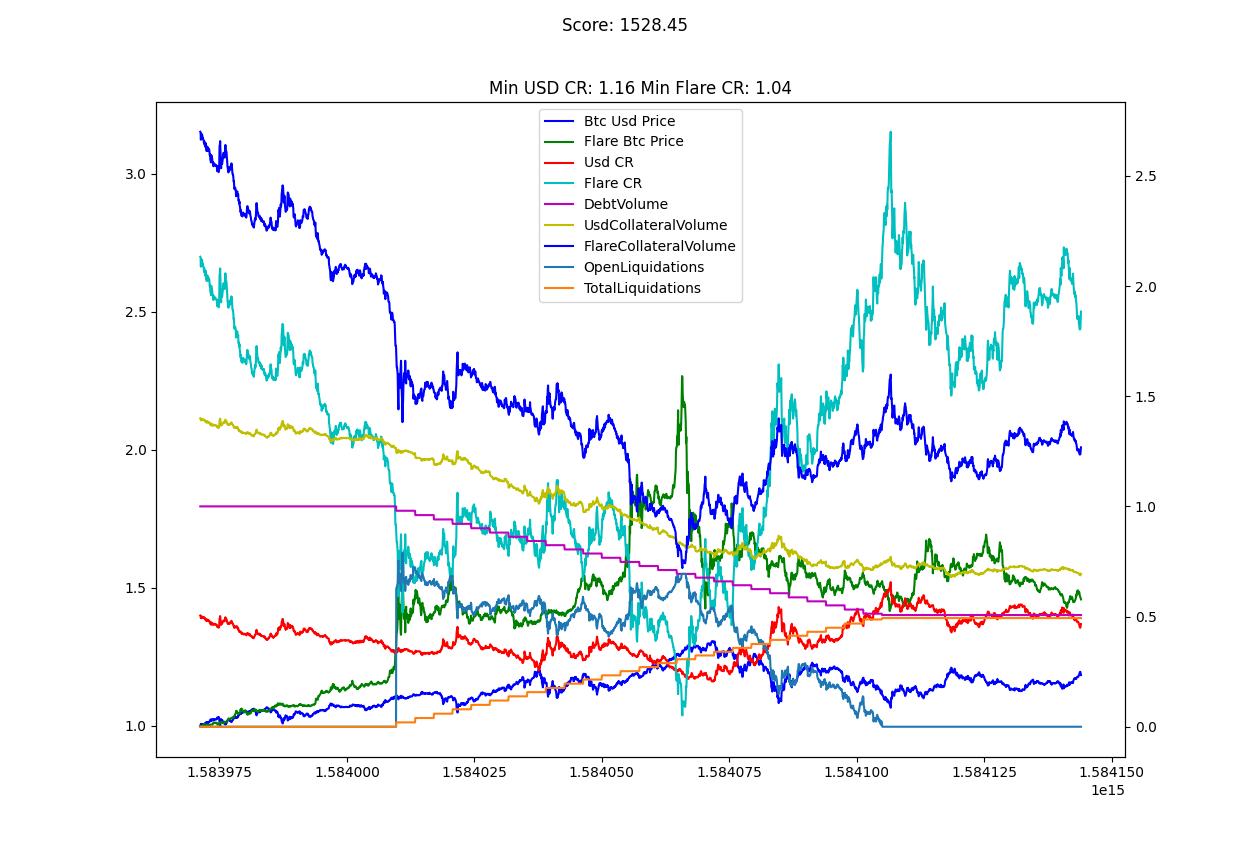 Score: 1528.45
Min USD CR: 1.16 Min Flare CR: 1.04
Btc Usd Price
Flare Btc Price
Usd CR
Flare CR
DebtVolume
UsdCollateralVolume
FlareCollateralVolume
OpenLiquidations
TotalLiquidations
3.0
2.5
2.0
1.5
1.0
2.5
2.0
1.5
1.0
0.5
0.0
1.583975 1.584000 1.584025 1.584050 1.584075 1.584100 1.584125 1.584150
1e15